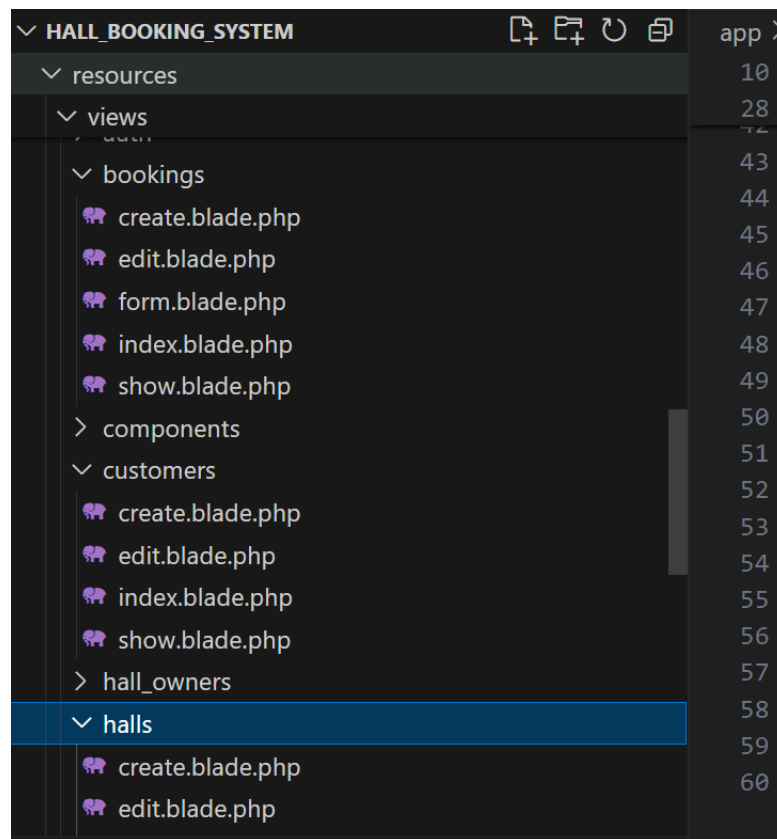 HALL_BOOKING_SYSTEM
resources
views
bookings
create.blade.php
edit.blade.php
form.blade.php
index.blade.php
show.blade.php
components
customers
create.blade.php
edit.blade.php
index.blade.php
show.blade.php
hall_owners
halls
create.blade.php
edit.blade.php
app
10
28
43
44
45
46
47
48
49
50
51
52
53
54
55
56
57
58
59
60